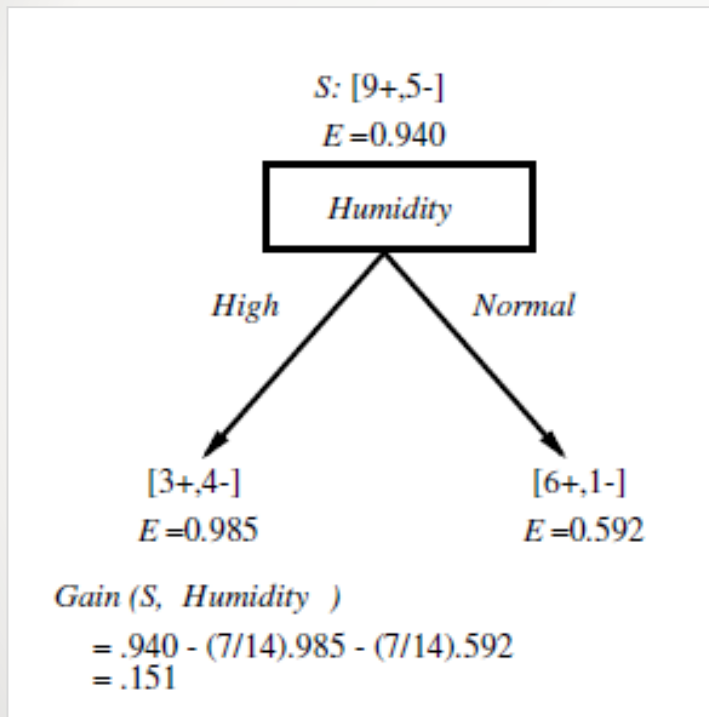 S: [9+,5-]
E =0.940
Humidity
High
Normal
[3+,4-]
[6+,1-]
E =0.985
E =0.592
Gain (S, Humidity )
= .940 - (7/14).985 - (7/14).592
= .151